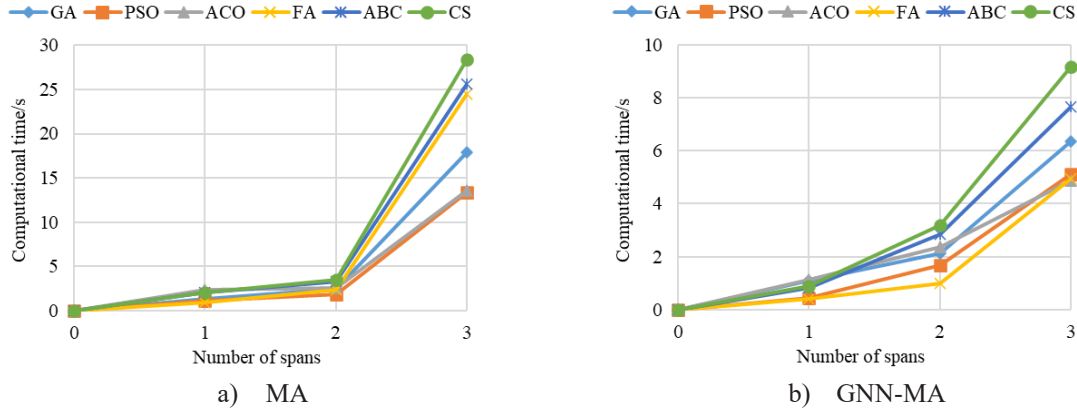 GA PSO ACO FA ABC CS
30
25
20
15
10
5
0
Computational time/s
0 1 2 3
Number of spans
a) MA
GA PSO ACO FA ABC CS
10
8
6
4
2
0
Computational time/s
0 1 2 3
Number of spans
b) GNN-MA